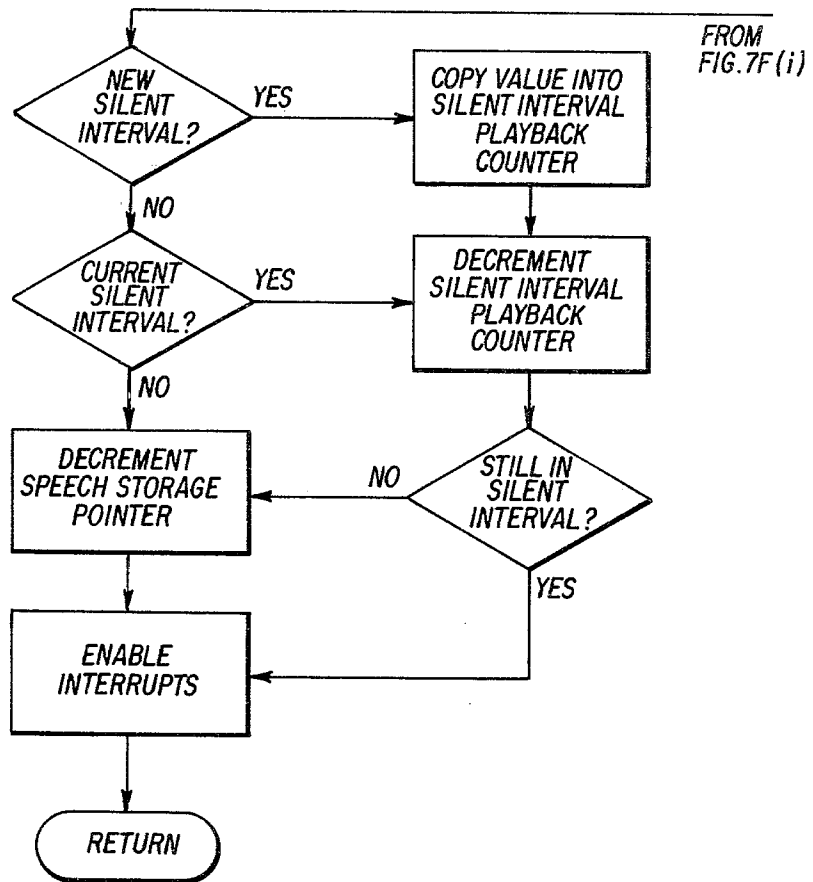 FROM
FIG.7F(i)
NEW
SILENT
INTERVAL?
YES
COPY VALUE INTO
SILENT INTERVAL
PLAYBACK
COUNTER
NO
CURRENT
SILENT
INTERVAL?
YES
DECREMENT
SILENT INTERVAL
PLAYBACK
COUNTER
NO
DECREMENT
SPEECH STORAGE
POINTER
NO
STILL IN
SILENT
INTERVAL?
YES
ENABLE
INTERRUPTS
RETURN